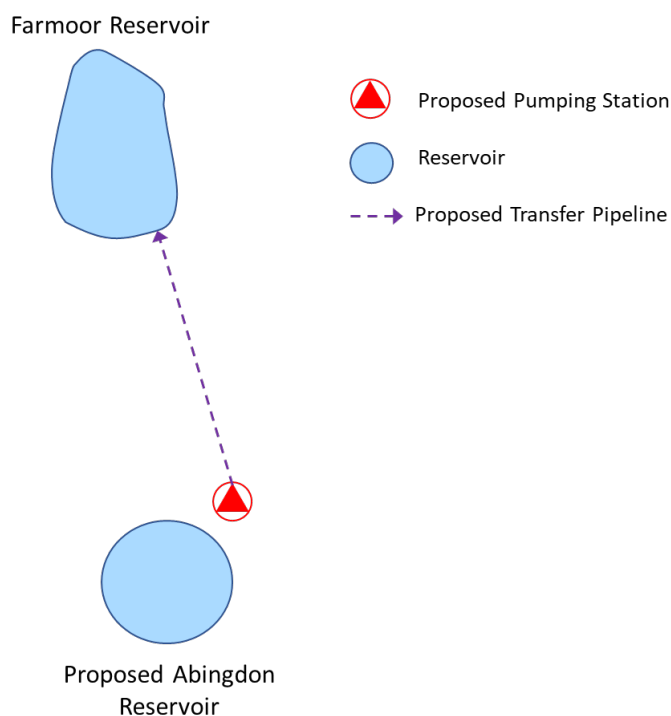 Farmoor Reservoir
Proposed Pumping Station
Reservoir
Proposed Transfer Pipeline
Proposed Abingdon
Reservoir